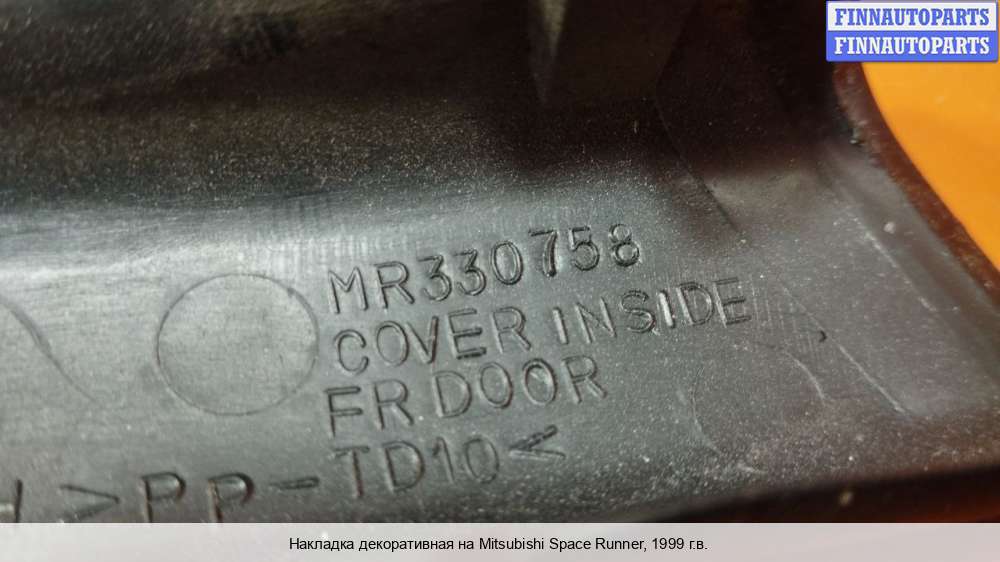 FINNAUTOPARTS
FINNAUTOPARTS
MR330758
COVER INSIDE
FR DOOR
>PP-TD10<
Накладка декоративная на Mitsubishi Space Runner, 1999 г.в.